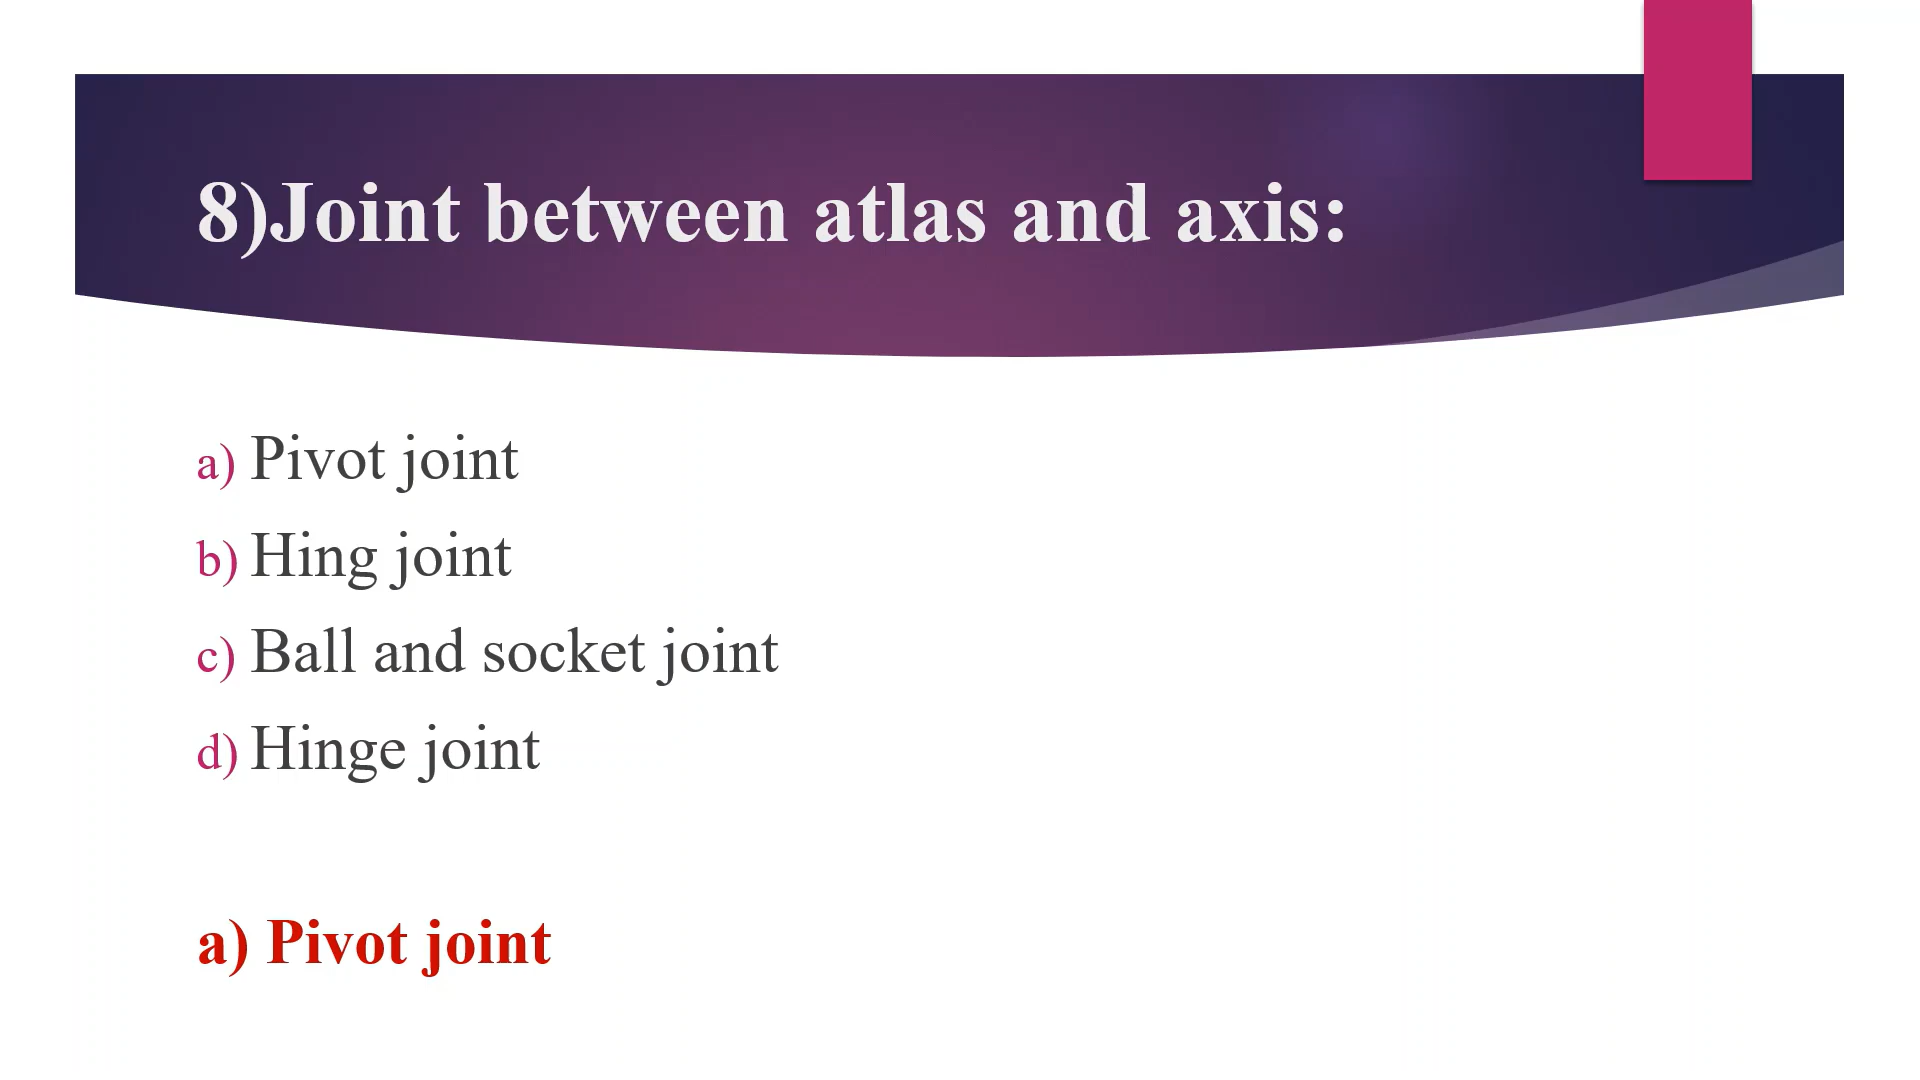 8)Joint between atlas and axis:
a) Pivot joint
b) Hing joint
c) Ball and socket joint
d) Hinge joint
a) Pivot joint